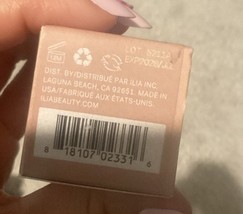 18M
LOT
DIST. BY/DISTRIBUÉ PAR ILIA INC.
LAGUNA BEACH, CA 92651. MADE IN
USA/FABRIQUÉ AUX ÉTATS-UNIS.
ILIABEAUTY.COM
8 18107 02331 6